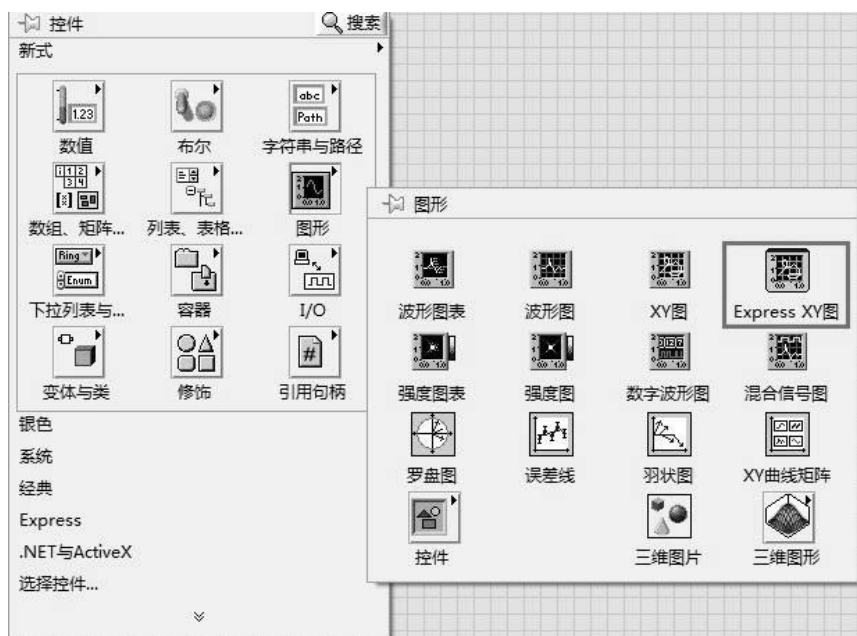 控件
搜索
新式
1.23
abc
Path
数值
布尔
字符串与路径
数组、矩阵...
列表、表格...
图形
Ring
Enum
下拉列表与...
容器
I/O
#
变体与类
修饰
引用句柄
银色
系统
经典
Express
.NET与ActiveX
选择控件...
图形
波形图表
波形图
XY图
Express XY图
强度图表
强度图
数字波形图
混合信号图
罗盘图
误差线
羽状图
XY曲线矩阵
控件
三维图片
三维图形